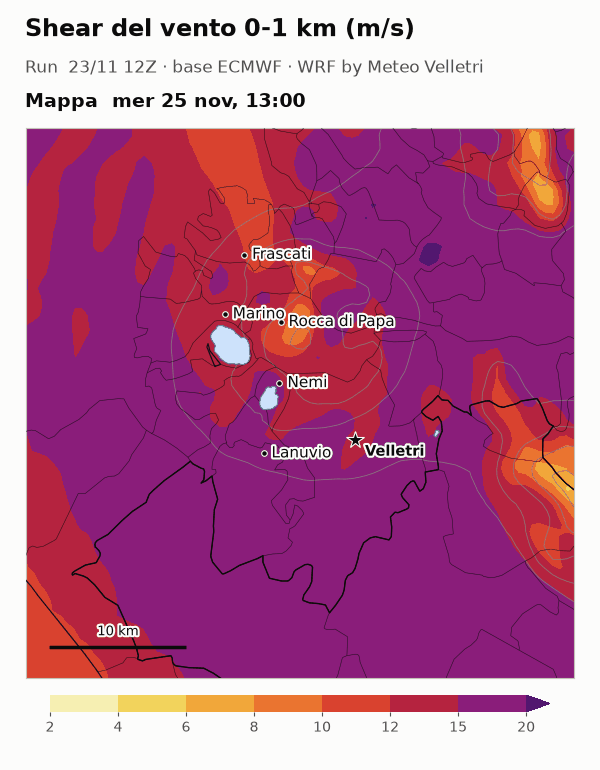 Shear del vento 0-1 km (m/s)
Run  23/11 12Z · base ECMWF · WRF by Meteo Velletri
Mappa  mer 25 nov, 13:00
Frascati
Marino
Rocca di Papa
Nemi
Velletri
Lanuvio
10 km
2 4 6 8 10 12 15 20